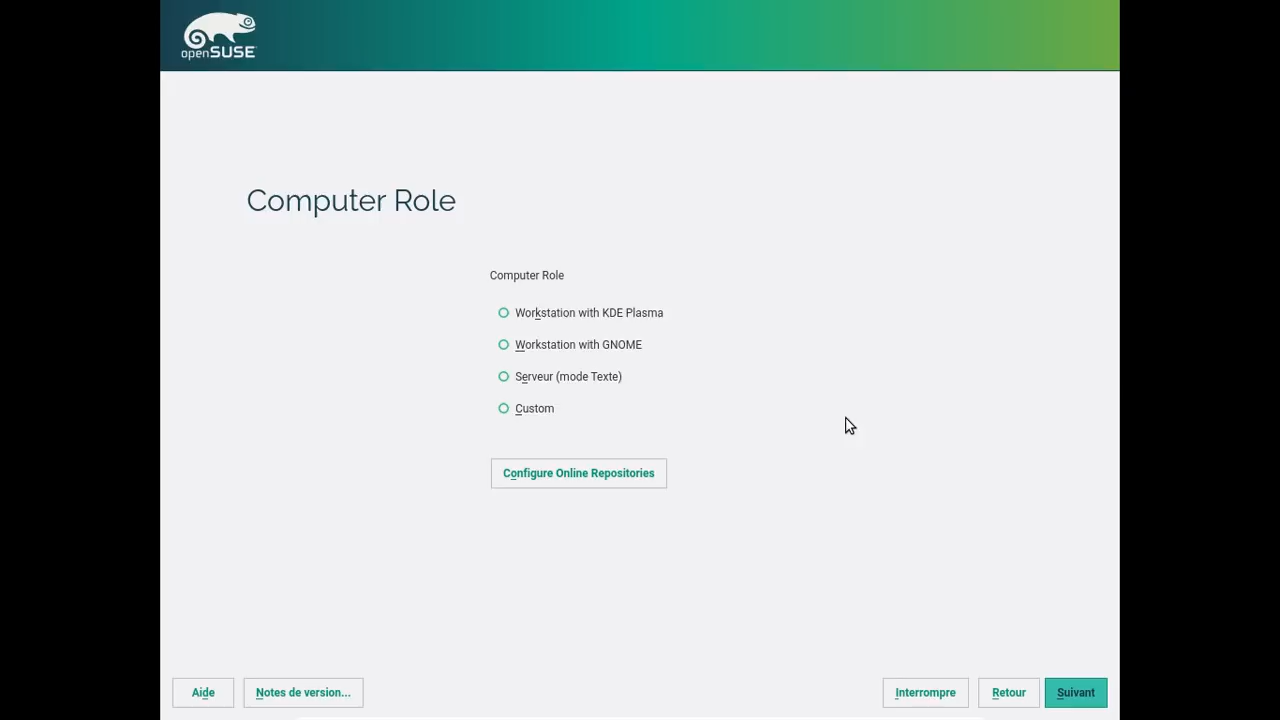 openSUSE
Computer Role
Computer Role
Workstation with KDE Plasma
Workstation with GNOME
Serveur (mode Texte)
Custom
Configure Online Repositories
Aide
Notes de version...
Interrompre
Retour
Suivant